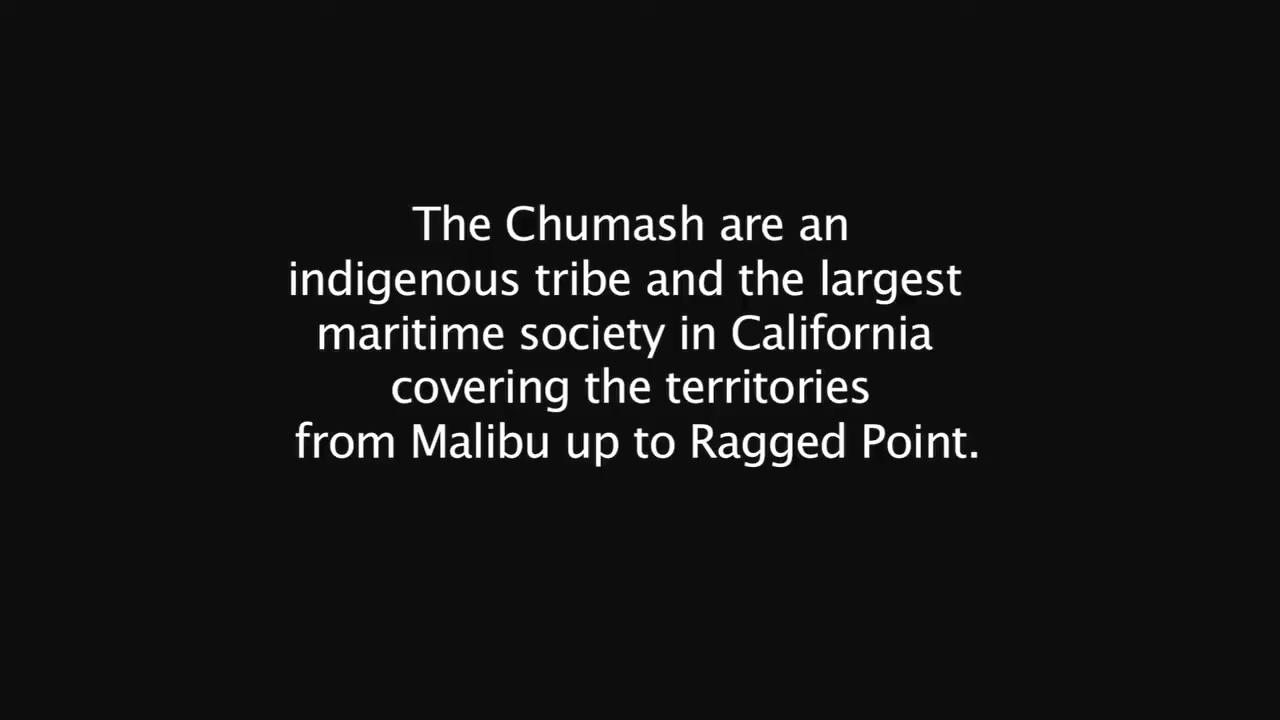 The Chumash are an
indigenous tribe and the largest
maritime society in California
covering the territories
from Malibu up to Ragged Point.